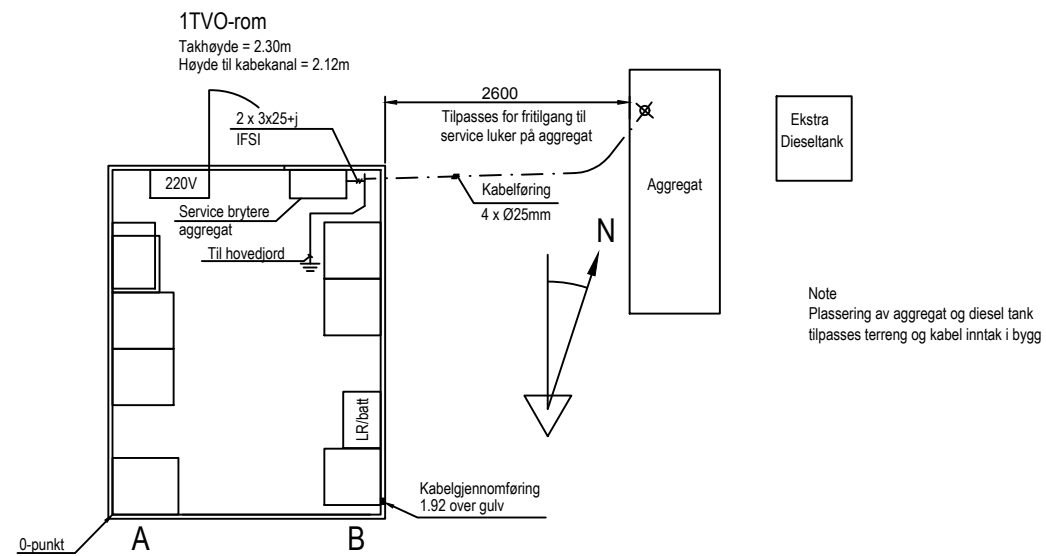 1TVO-rom
Takhøyde = 2.30m
Høyde til kabekanal = 2.12m
2 x 3x25+j
IFSI
2600
Tilpasses for fritilgang til
service luker på aggregat
Ekstra
Dieseltank
220V
Service brytere
aggregat
Kabelføring
4 x Ø25mm
Aggregat
Til hovedjord
N
Note
Plassering av aggregat og diesel tank
tilpasses terreng og kabel inntak i bygg
LR/batt
Kabelgjennomføring
1.92 over gulv
0-punkt
A
B